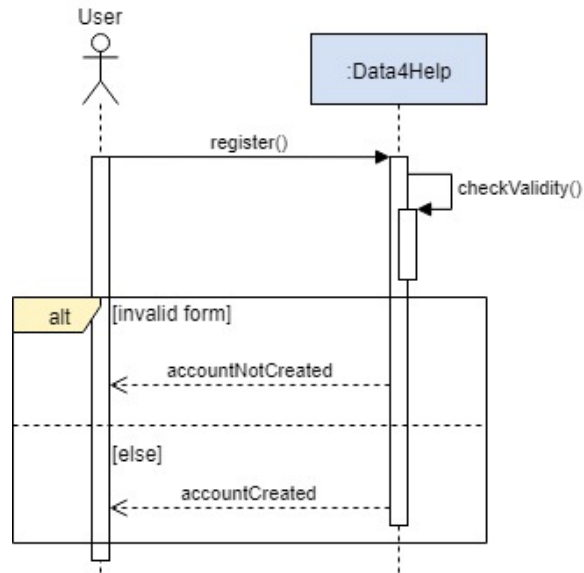 User
:Data4Help
register()
checkValidity()
alt
[invalid form]
accountNotCreated
[else]
accountCreated